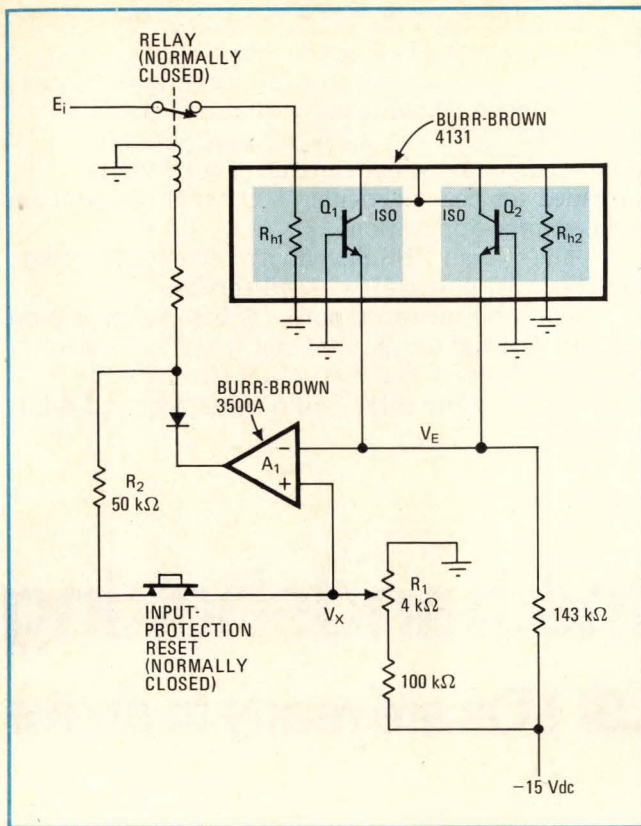 RELAY
(NORMALLY
CLOSED)
Ei
BURR-BROWN
4131
Q1
ISO
ISO
Q2
Rh1
Rh2
BURR-BROWN
3500A
A1
−
+
VE
R2
50 kΩ
R1
4 kΩ
143 kΩ
INPUT-
PROTECTION
RESET
(NORMALLY
CLOSED)
VX
100 kΩ
−15 Vdc